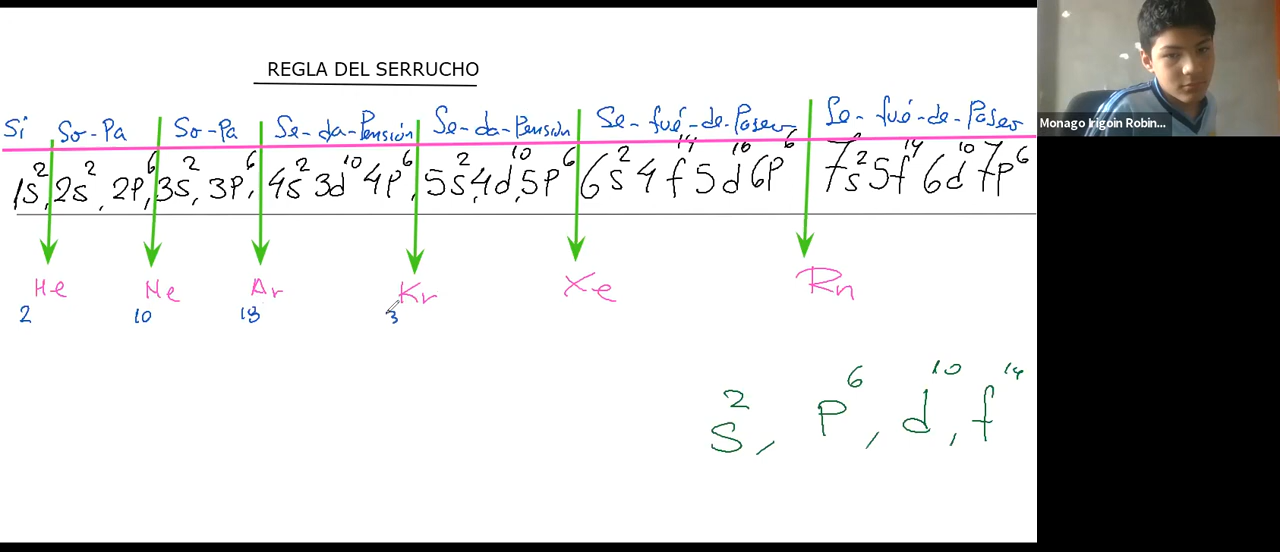 REGLA DEL SERRUCHO
Si So-Pa So-Pa Se-da-Pensión Se-da-Pensión Se-fué-de-Paseo, Se-fué-de-Paseo
1s², 2s², 2p⁶, 3s², 3p⁶, 4s² 3d¹⁰ 4p⁶, 5s², 4d¹⁰, 5p⁶ 6s² 4f¹⁴ 5d¹⁰ 6p⁶ 7s² 5f¹⁴ 6d¹⁰ 7p⁶
He Ne Ar Kr Xe Rn
2 10 18 3
s², p⁶, d¹⁰, f¹⁴
Monago Irigoin Robin...